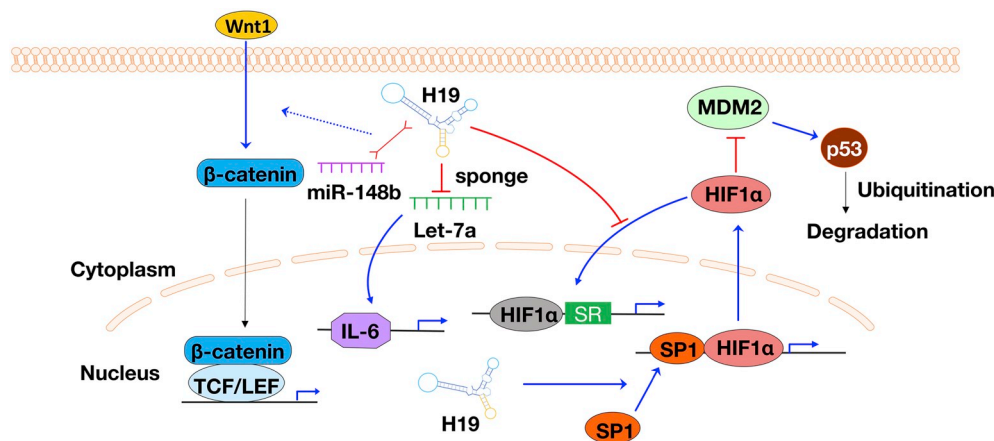 Wnt1
H19
MDM2
p53
β-catenin
miR-148b
sponge
HIF1α
Ubiquitination
Let-7a
Degradation
Cytoplasm
IL-6
HIF1α
SR
β-catenin
SP1
HIF1α
Nucleus
TCF/LEF
H19
SP1